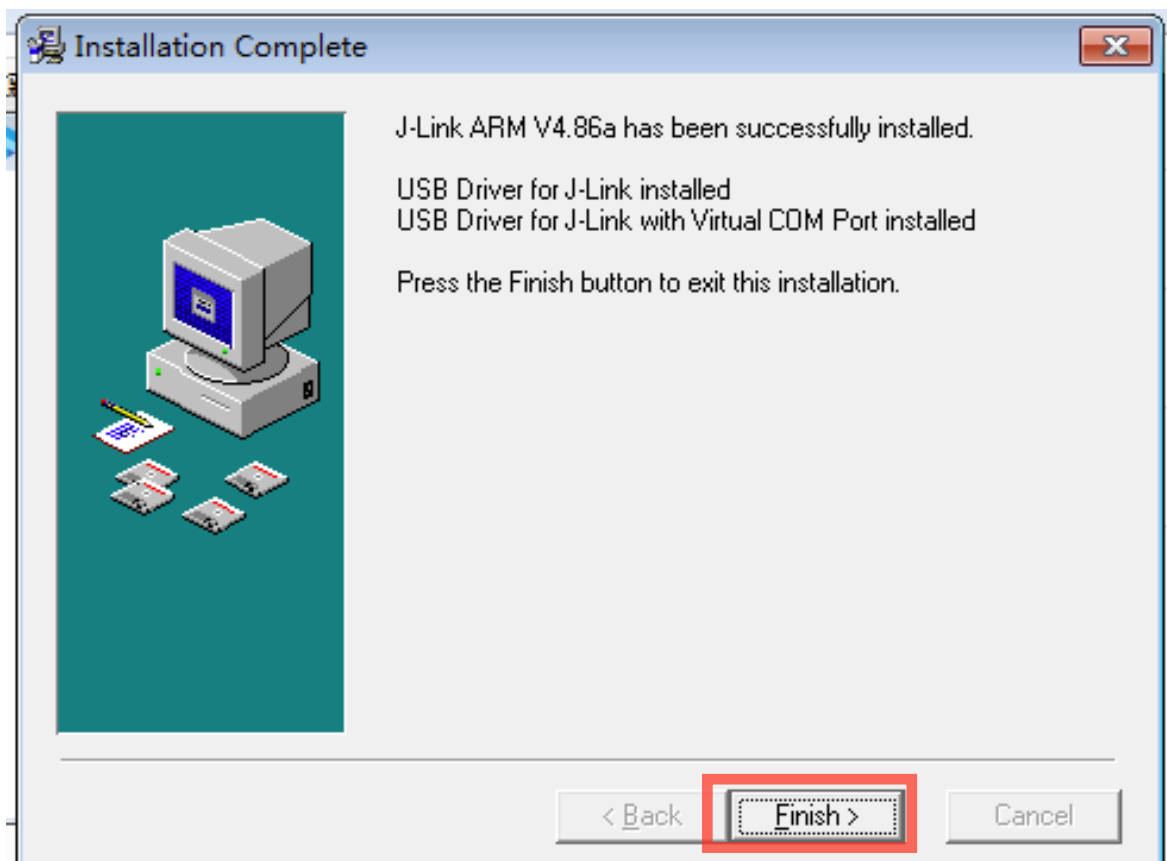 Installation Complete
J-Link ARM V4.86a has been successfully installed.
USB Driver for J-Link installed
USB Driver for J-Link with Virtual COM Port installed
Press the Finish button to exit this installation.
< Back
Finish >
Cancel